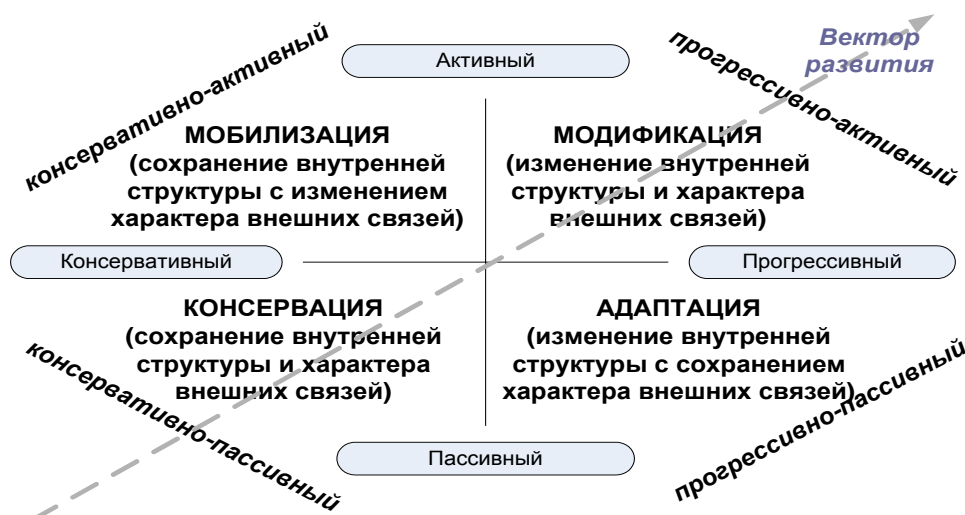 Вектор
развития
Активный
консервативно-активный
прогрессивно-активный
МОБИЛИЗАЦИЯ
(сохранение внутренней
структуры с изменением
характера внешних связей)
МОДИФИКАЦИЯ
(изменение внутренней
структуры и характера
внешних связей)
Консервативный
Прогрессивный
КОНСЕРВАЦИЯ
(сохранение внутренней
структуры и характера
внешних связей)
АДАПТАЦИЯ
(изменение внутренней
структуры с сохранением
характера внешних связей)
консервативно-пассивный
прогрессивно-пассивный
Пассивный